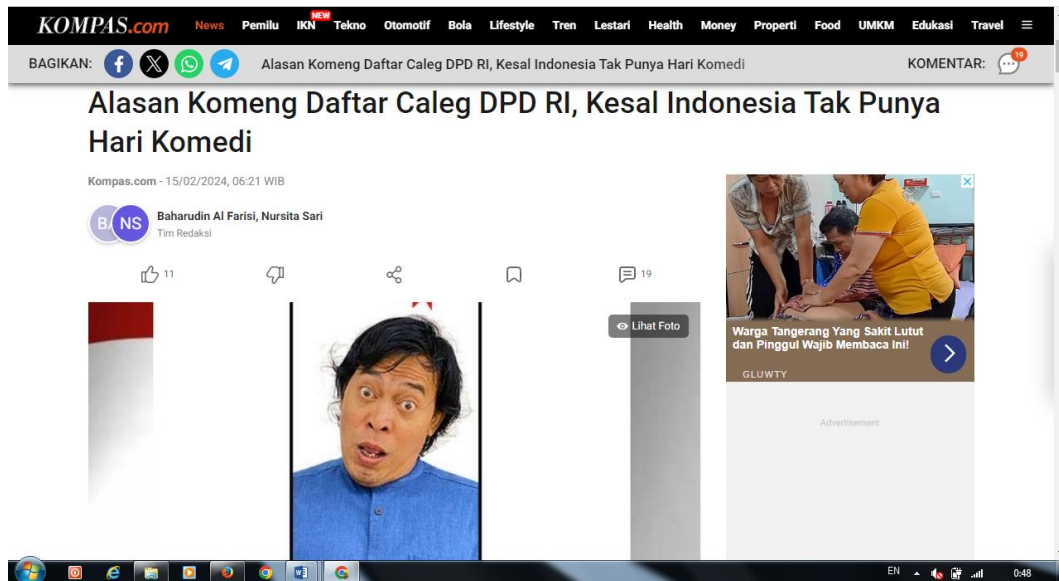 KOMPAS.com News Pemilu IKN NEW Tekno Otomotif Bola Lifestyle Tren Lestari Health Money Properti Food UMKM Edukasi Travel
BAGIKAN: Alasan Komeng Daftar Caleg DPD RI, Kesal Indonesia Tak Punya Hari Komedi KOMENTAR: 19
Alasan Komeng Daftar Caleg DPD RI, Kesal Indonesia Tak Punya
Hari Komedi
Kompas.com - 15/02/2024, 06:21 WIB
NS
Baharudin Al Farisi, Nursita Sari
Tim Redaksi
11 19
Lihat Foto
Warga Tangerang Yang Sakit Lutut
dan Pinggul Wajib Membaca Ini!
GLUWTY
Advertisement
EN 0:48